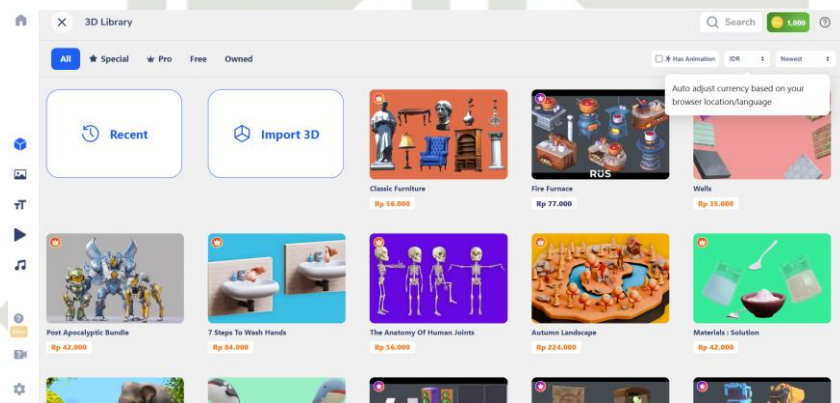 3D Library
Search
1,000
All
Special
Pro
Free
Owned
Has Animation
IDR
Newest
Auto adjust currency based on your
browser location/language
Recent
Import 3D
Classic Furniture
Rp 56.000
RUS
Fire Furnace
Rp 77.000
Walls
Rp 35.000
Post Apocalyptic Bundle
Rp 42.000
7 Steps To Wash Hands
Rp 84.000
The Anatomy Of Human Joints
Rp 56.000
Autumn Landscape
Rp 224.000
Materials : Solution
Rp 42.000